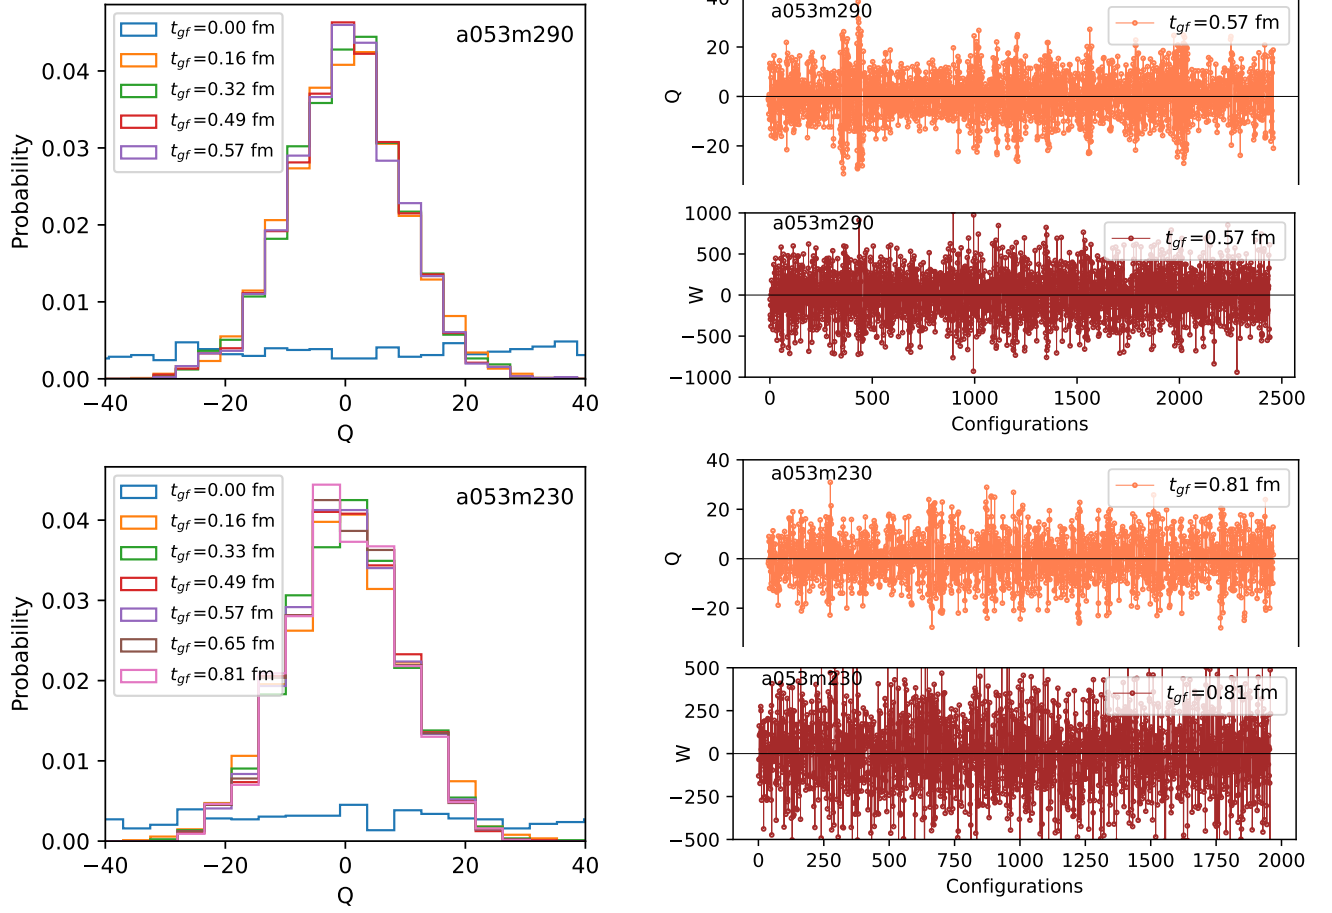 t_gf=0.00 fm
t_gf=0.16 fm
t_gf=0.32 fm
t_gf=0.49 fm
t_gf=0.57 fm
a053m290
Probability
0.04
0.03
0.02
0.01
0.00
−40 −20 0 20 40
Q
a053m290
t_gf=0.57 fm
Q
40
20
0
−20
a053m290
t_gf=0.57 fm
W
1000
500
0
−500
−1000
0 500 1000 1500 2000 2500
Configurations
t_gf=0.00 fm
t_gf=0.16 fm
t_gf=0.33 fm
t_gf=0.49 fm
t_gf=0.57 fm
t_gf=0.65 fm
t_gf=0.81 fm
a053m230
Probability
0.04
0.03
0.02
0.01
0.00
−40 −20 0 20 40
Q
a053m230
t_gf=0.81 fm
Q
40
20
0
−20
a053m230
t_gf=0.81 fm
W
500
250
0
−250
−500
0 250 500 750 1000 1250 1500 1750 2000
Configurations